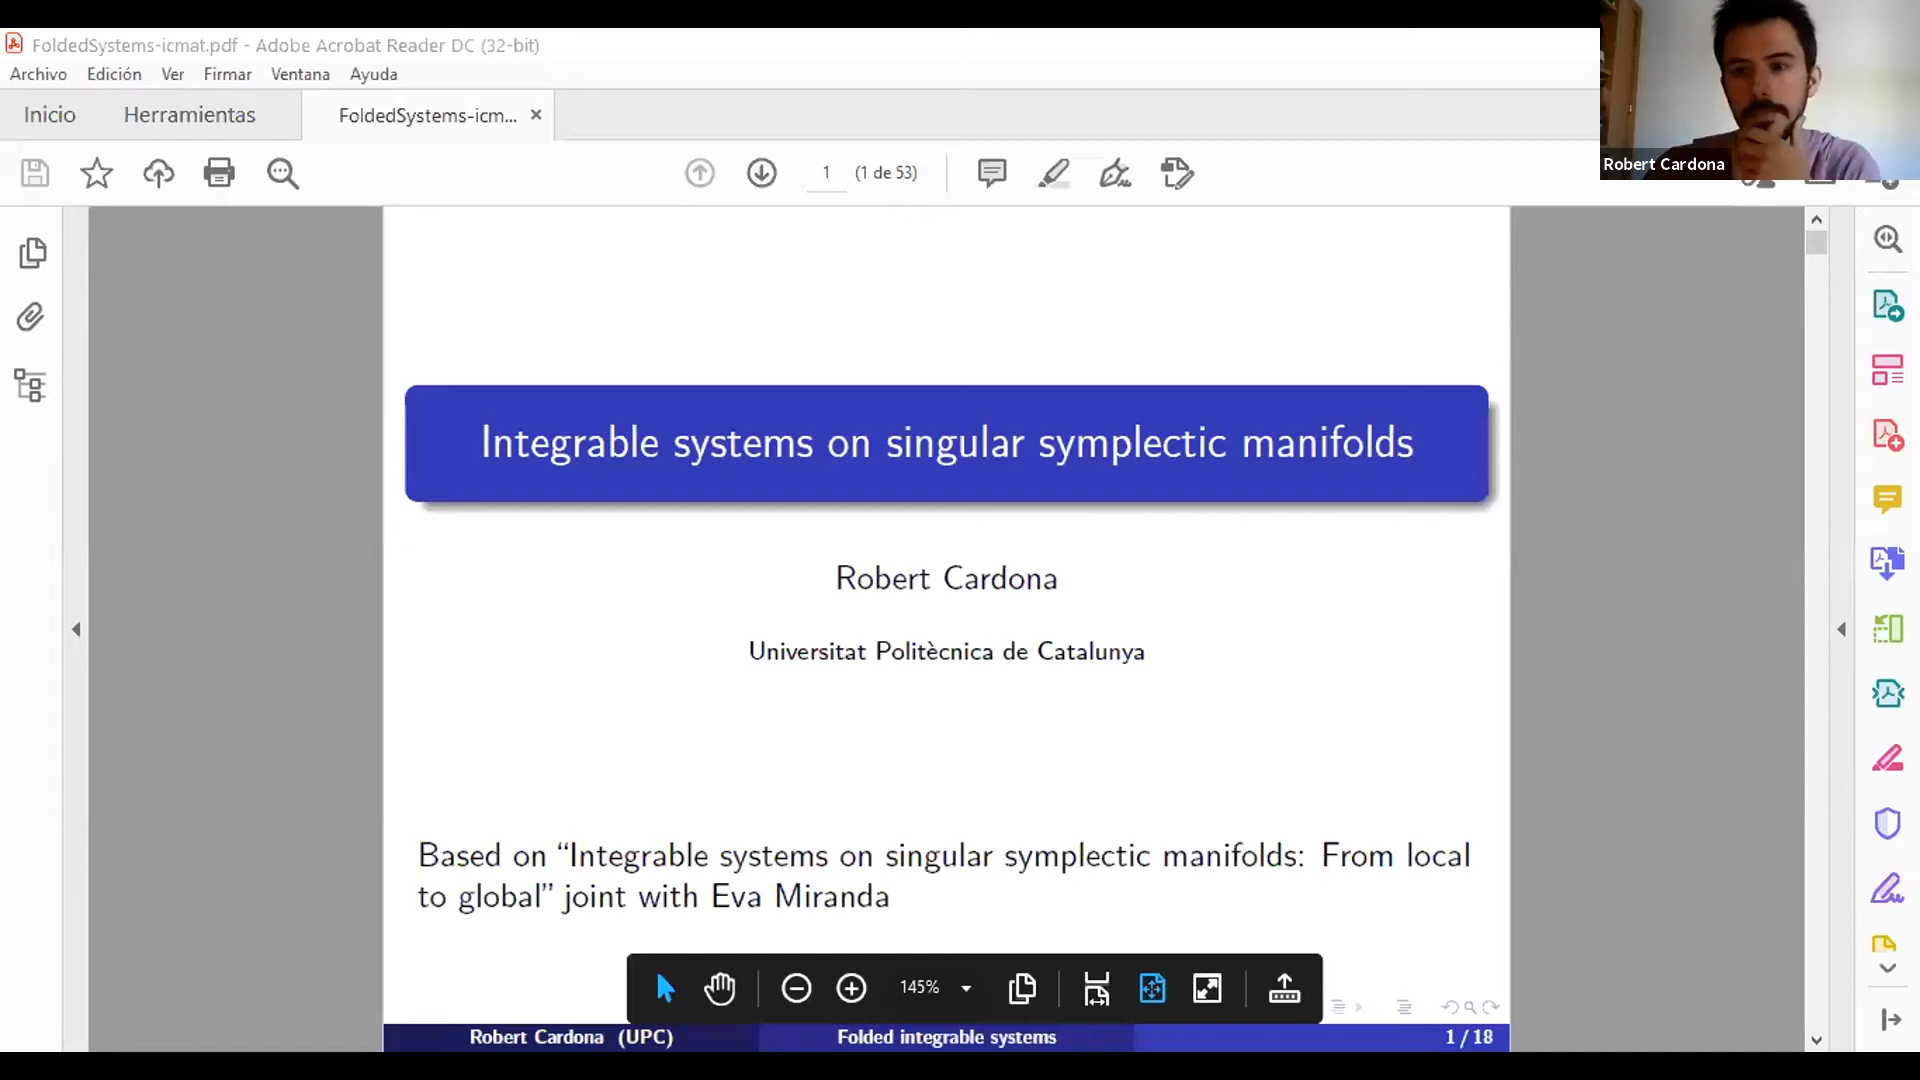 FoldedSystems-icmat.pdf - Adobe Acrobat Reader DC (32-bit)
Archivo Edición Ver Firmar Ventana Ayuda
Inicio Herramientas FoldedSystems-icm... ×
1 (1 de 53)
Robert Cardona
Integrable systems on singular symplectic manifolds
Robert Cardona
Universitat Politècnica de Catalunya
Based on “Integrable systems on singular symplectic manifolds: From local
to global” joint with Eva Miranda
145%
Robert Cardona (UPC) Folded integrable systems 1 / 18